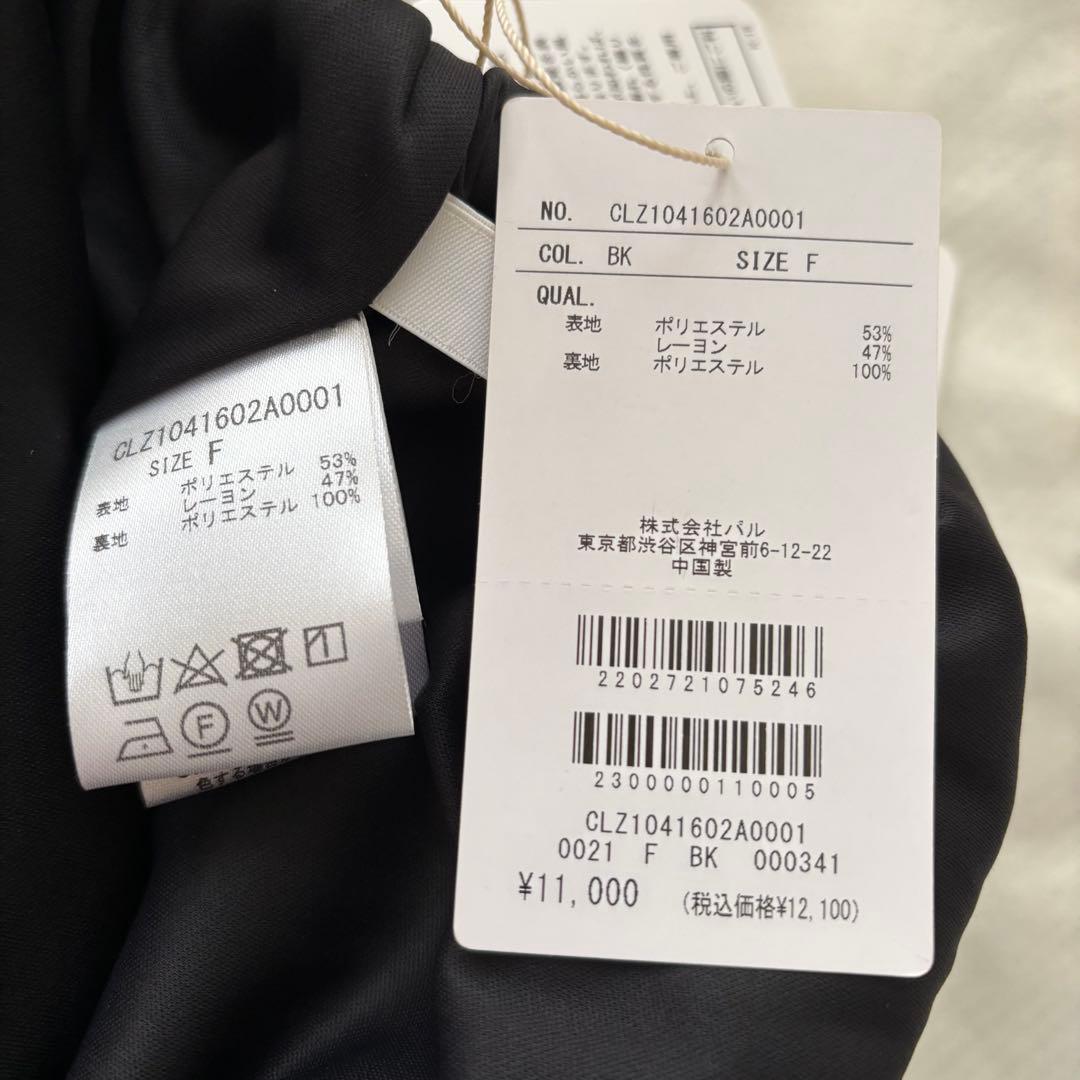 NO. CLZ1041602A0001
COL. BK SIZE F
QUAL.
表地 ポリエステル 53%
レーヨン 47%
裏地 ポリエステル 100%
株式会社パル
東京都渋谷区神宮前6-12-22
中国製
2202721075246
2300000110005
CLZ1041602A0001
0021 F BK 000341
¥11,000 (税込価格¥12,100)
CLZ1041602A0001
SIZE F
表地 ポリエステル 53%
レーヨン 47%
裏地 ポリエステル 100%
F W
色する場